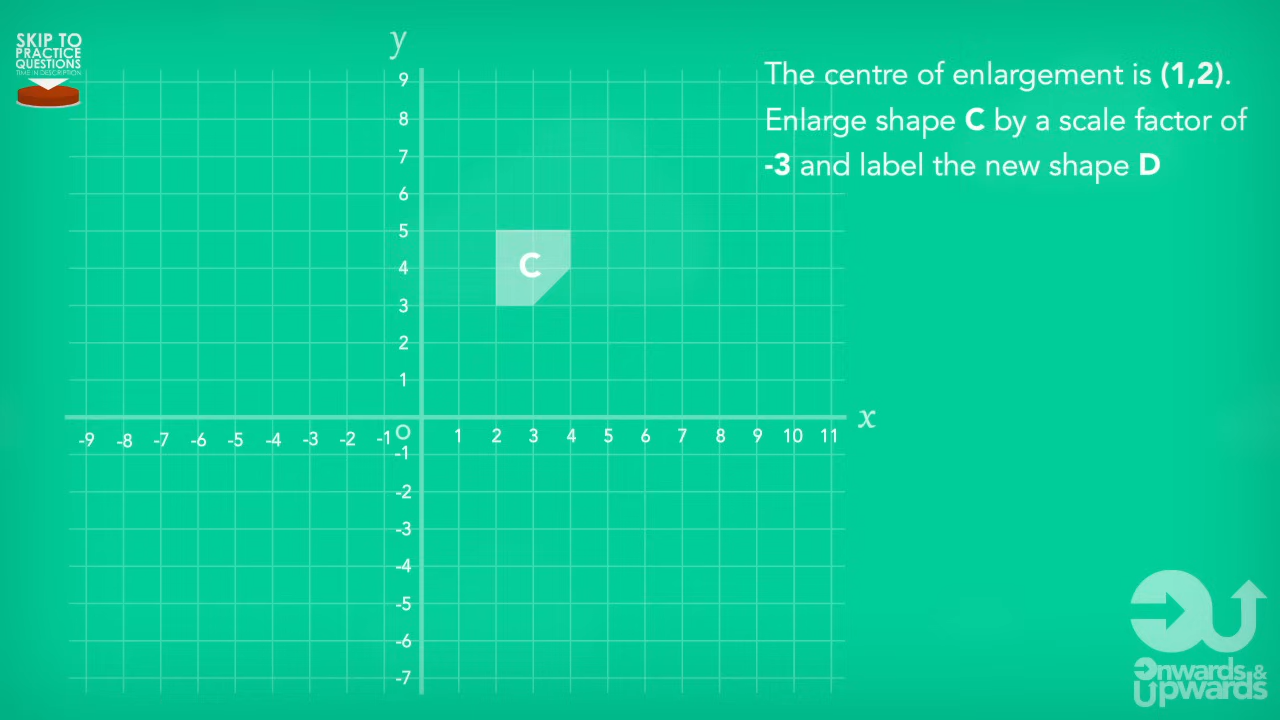 SKIP TO
PRACTICE
QUESTIONS
TIME IN DESCRIPTION
The centre of enlargement is (1,2).
Enlarge shape C by a scale factor of
-3 and label the new shape D
y
9
8
7
6
5
C
4
3
2
1
x
-9 -8 -7 -6 -5 -4 -3 -2 -1 O 1 2 3 4 5 6 7 8 9 10 11
-1
-2
-3
-4
-5
-6
-7
Onwards&
Upwards